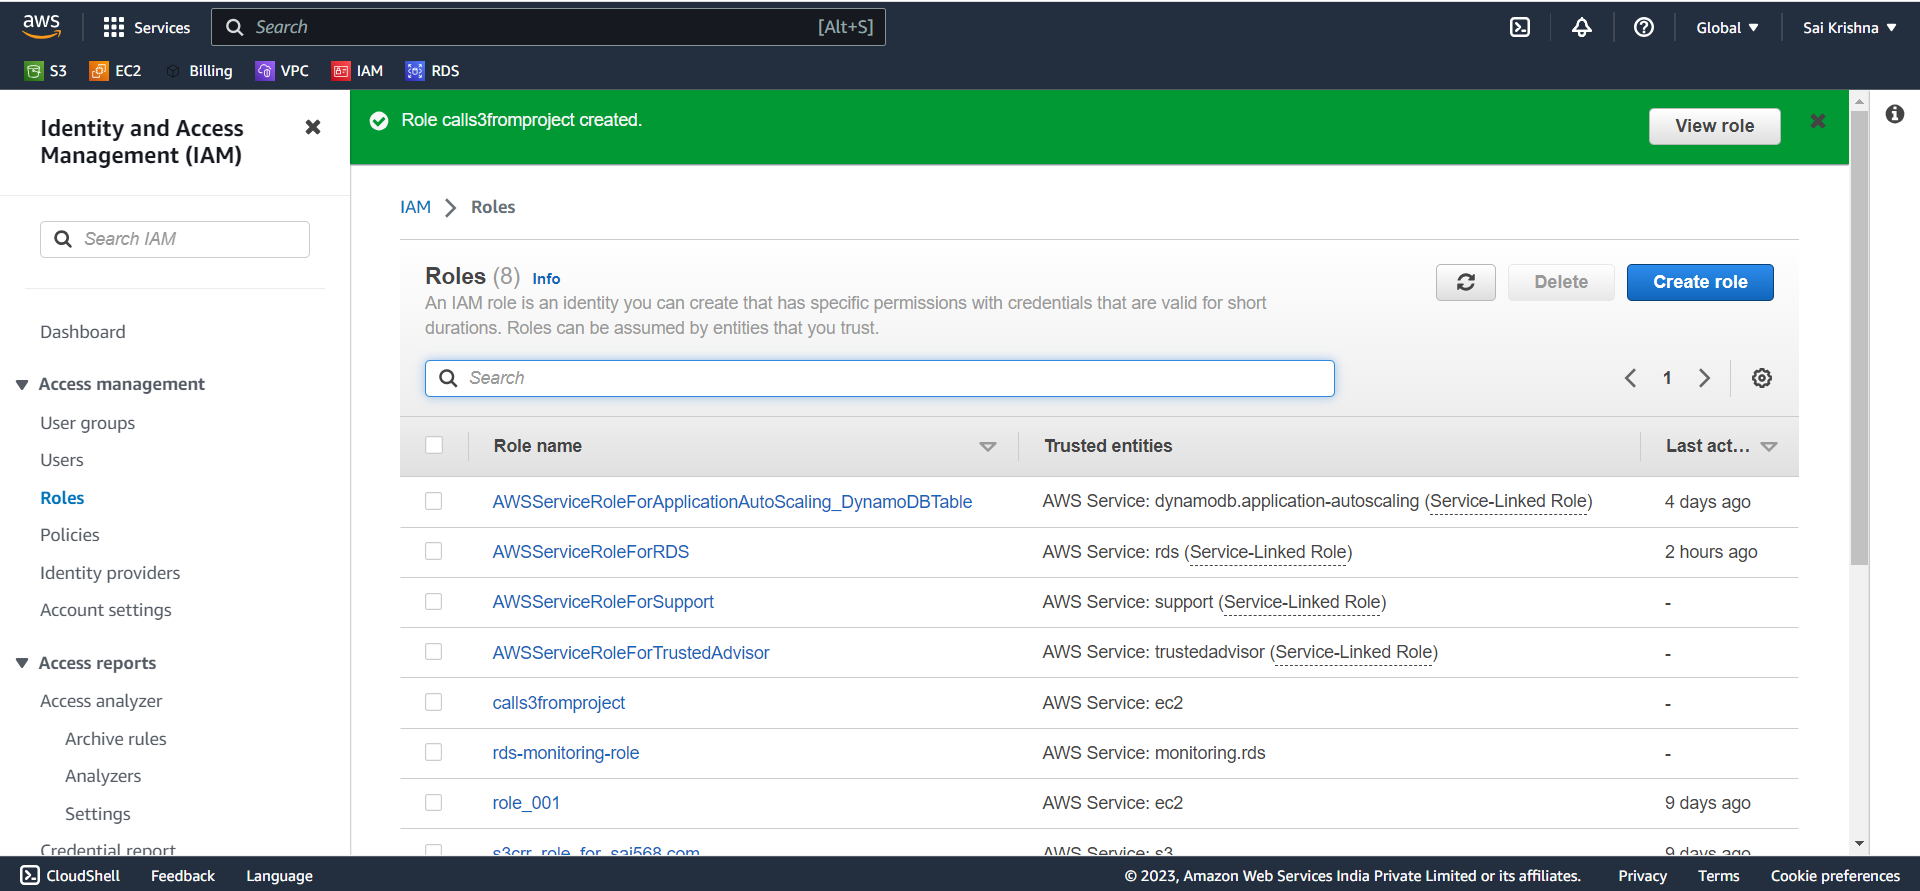 aws
Services
Search
[Alt+S]
Global
Sai Krishna
S3
EC2
Billing
VPC
IAM
RDS
Identity and Access
Management (IAM)
Search IAM
Dashboard
Access management
User groups
Users
Roles
Policies
Identity providers
Account settings
Access reports
Access analyzer
Archive rules
Analyzers
Settings
Credential report
Role calls3fromproject created.
View role
IAM
Roles
Roles (8) Info
An IAM role is an identity you can create that has specific permissions with credentials that are valid for short
durations. Roles can be assumed by entities that you trust.
Delete
Create role
Search
1
Role name
Trusted entities
Last act...
AWSServiceRoleForApplicationAutoScaling_DynamoDBTable
AWS Service: dynamodb.application-autoscaling (Service-Linked Role)
4 days ago
AWSServiceRoleForRDS
AWS Service: rds (Service-Linked Role)
2 hours ago
AWSServiceRoleForSupport
AWS Service: support (Service-Linked Role)
-
AWSServiceRoleForTrustedAdvisor
AWS Service: trustedadvisor (Service-Linked Role)
-
calls3fromproject
AWS Service: ec2
-
rds-monitoring-role
AWS Service: monitoring.rds
-
role_001
AWS Service: ec2
9 days ago
s3crr_role_for_sai568.com
AWS Service: s3
9 days ago
CloudShell
Feedback
Language
© 2023, Amazon Web Services India Private Limited or its affiliates.
Privacy
Terms
Cookie preferences